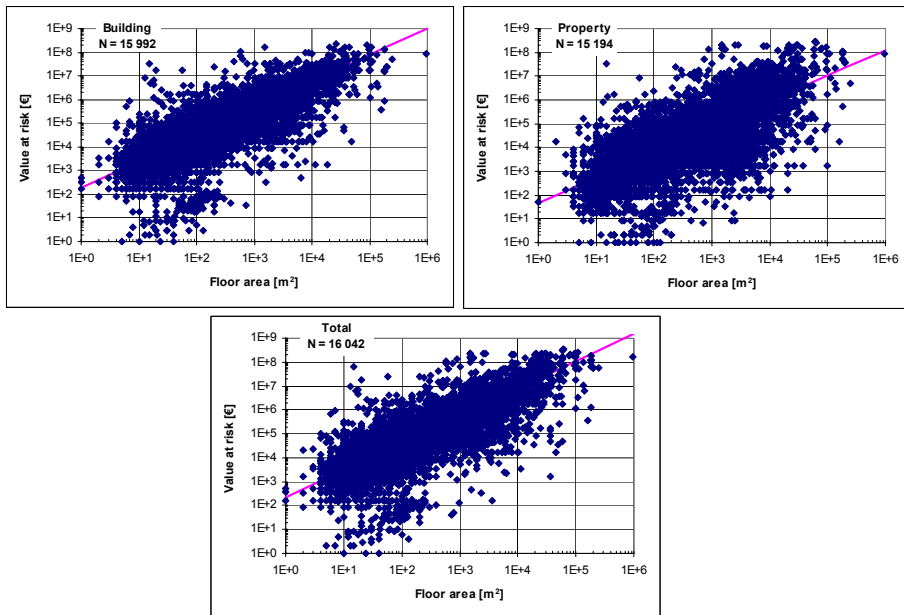 Building
N = 15 992
Value at risk [€]
1E+9
1E+8
1E+7
1E+6
1E+5
1E+4
1E+3
1E+2
1E+1
1E+0
1E+0 1E+1 1E+2 1E+3 1E+4 1E+5 1E+6
Floor area [m²]
Property
N = 15 194
Value at risk [€]
1E+9
1E+8
1E+7
1E+6
1E+5
1E+4
1E+3
1E+2
1E+1
1E+0
1E+0 1E+1 1E+2 1E+3 1E+4 1E+5 1E+6
Floor area [m²]
Total
N = 16 042
Value at risk [€]
1E+9
1E+8
1E+7
1E+6
1E+5
1E+4
1E+3
1E+2
1E+1
1E+0
1E+0 1E+1 1E+2 1E+3 1E+4 1E+5 1E+6
Floor area [m²]